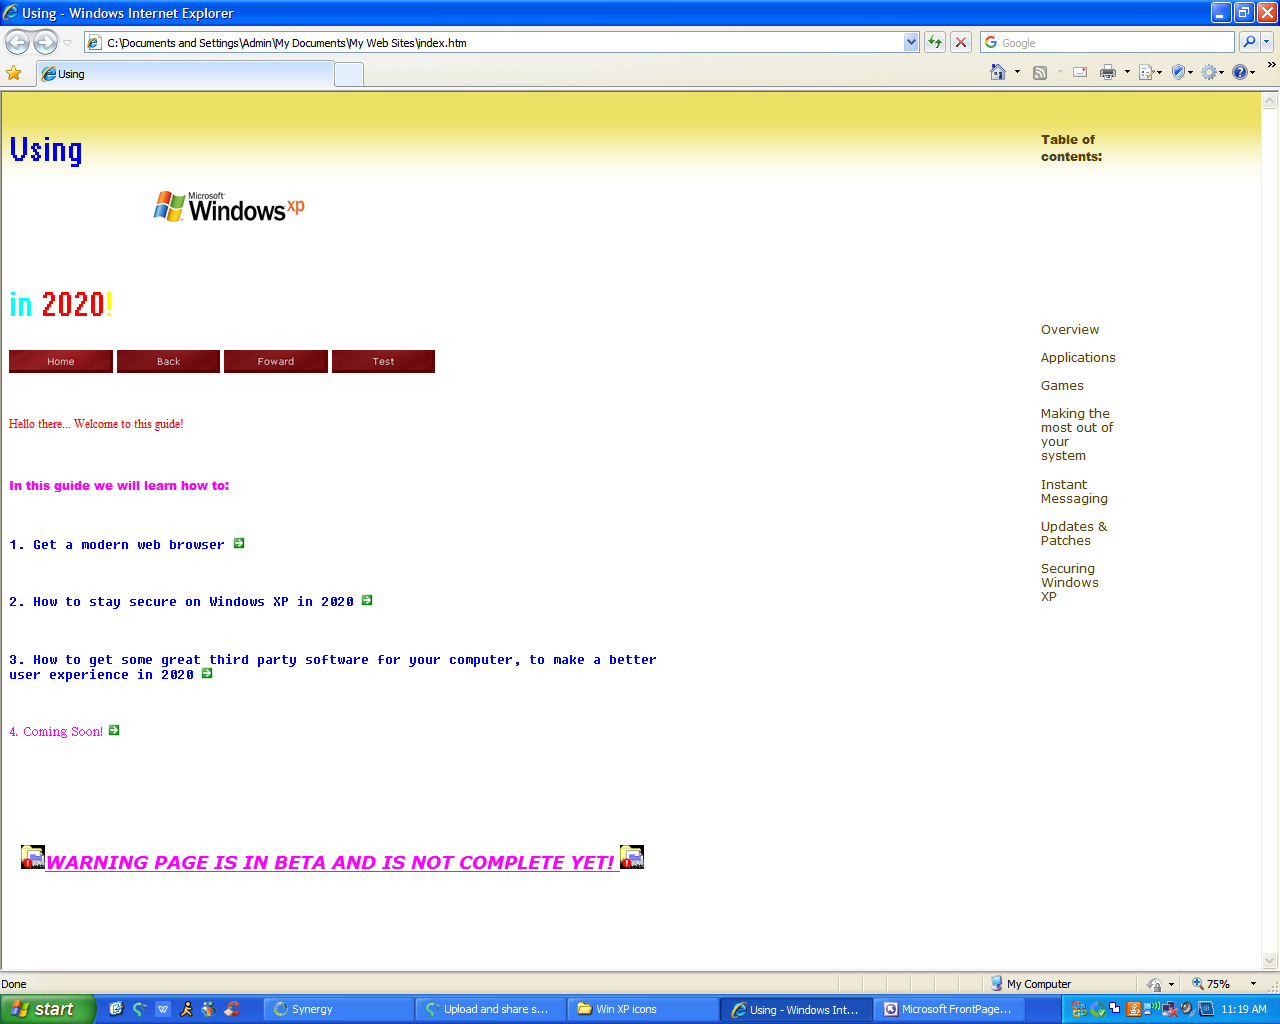 Using - Windows Internet Explorer
C:\Documents and Settings\Admin\My Documents\My Web Sites\index.htm
Google
Using
Using
Microsoft
Windows xp
in 2020!
Home Back Foward Test
Hello there... Welcome to this guide!
In this guide we will learn how to:
1. Get a modern web browser
2. How to stay secure on Windows XP in 2020
3. How to get some great third party software for your computer, to make a better
user experience in 2020
4. Coming Soon!
WARNING PAGE IS IN BETA AND IS NOT COMPLETE YET!
Table of
contents:
Overview
Applications
Games
Making the
most out of
your
system
Instant
Messaging
Updates &
Patches
Securing
Windows
XP
Done
My Computer
75%
start
Synergy
Upload and share s...
Win XP icons
Using - Windows Int...
Microsoft FrontPage...
11:19 AM